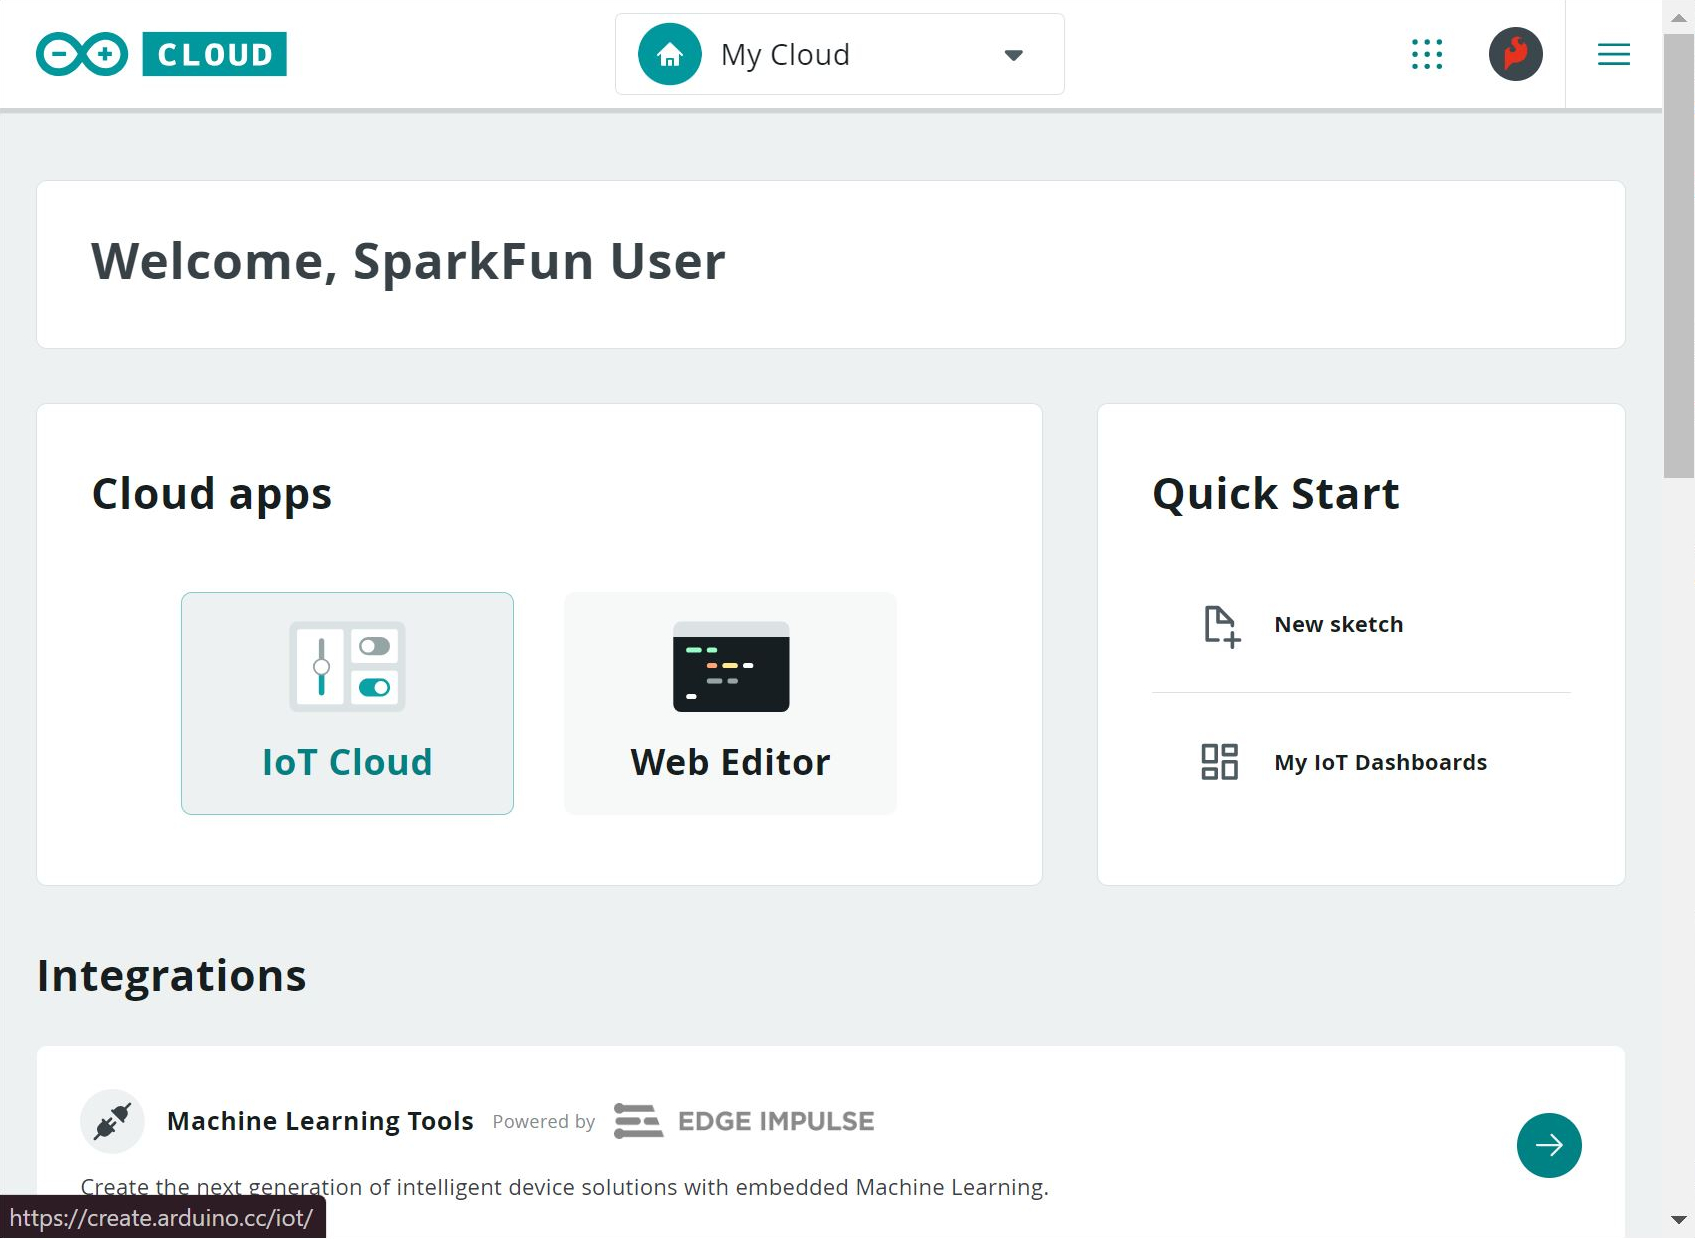 CLOUD
My Cloud
Welcome, SparkFun User
Cloud apps
IoT Cloud
Web Editor
Quick Start
New sketch
My IoT Dashboards
Integrations
Machine Learning Tools Powered by EDGE IMPULSE
Create the next generation of intelligent device solutions with embedded Machine Learning.
https://create.arduino.cc/iot/